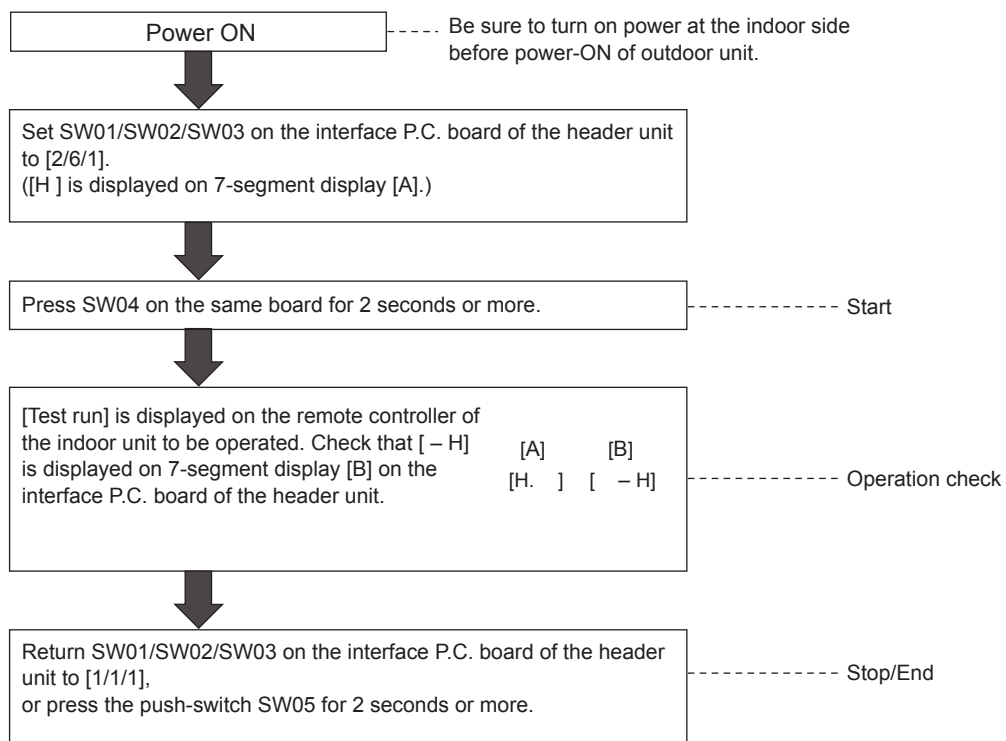 Power ON
Be sure to turn on power at the indoor side
before power-ON of outdoor unit.
Set SW01/SW02/SW03 on the interface P.C. board of the header unit
to [2/6/1].
([H ] is displayed on 7-segment display [A].)
Press SW04 on the same board for 2 seconds or more.
Start
[Test run] is displayed on the remote controller of
the indoor unit to be operated. Check that [ – H]
is displayed on 7-segment display [B] on the
interface P.C. board of the header unit.
[A] [B]
[H. ] [ – H]
Operation check
Return SW01/SW02/SW03 on the interface P.C. board of the header
unit to [1/1/1],
or press the push-switch SW05 for 2 seconds or more.
Stop/End